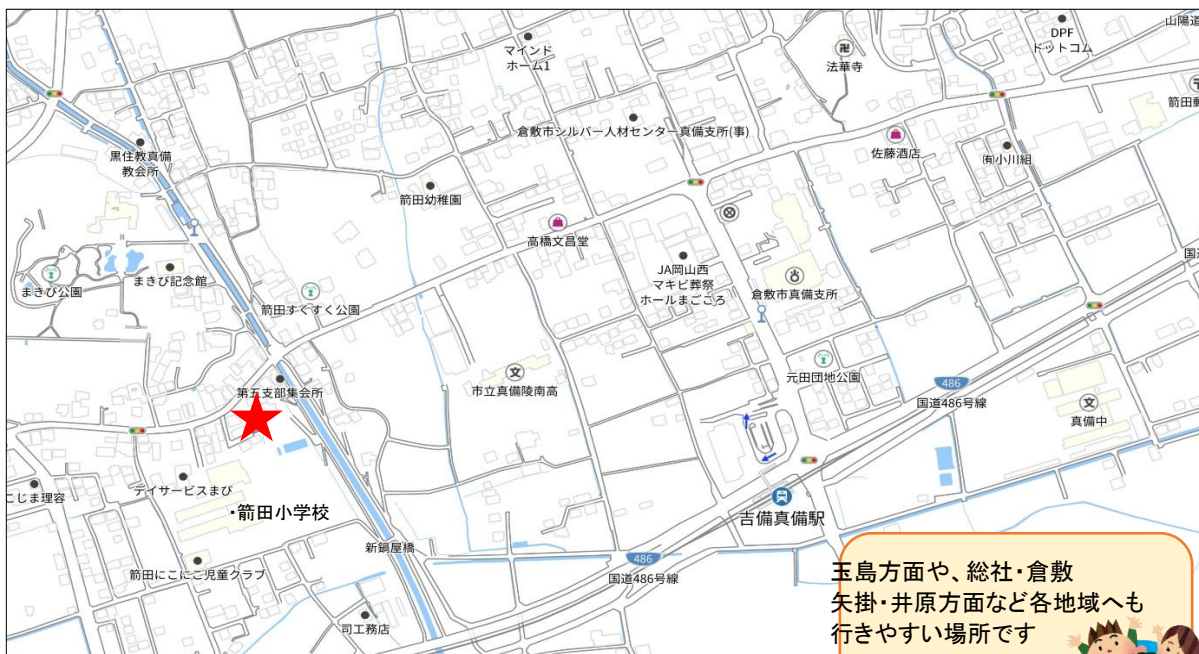 山陽道
DPF
ドットコム
マインド
ホーム1
法華寺
箭田郵
倉敷市シルバー人材センター真備支所(事)
佐藤酒店
(有)小川組
黒住教真備
教会所
箭田幼稚園
高橋文昌堂
JA岡山西
マキビ葬祭
ホールまごころ
倉敷市真備支所
国道
まきび公園
まきび記念館
箭田すくすく公園
第五支部集会所
市立真備陵南高
元田団地公園
486
国道486号線
真備中
こじま理容
デイサービスまび
・箭田小学校
吉備真備駅
新鍋屋橋
486
国道486号線
箭田にこにこ児童クラブ
司工務店
玉島方面や、総社・倉敷
矢掛・井原方面など各地域へも
行きやすい場所です